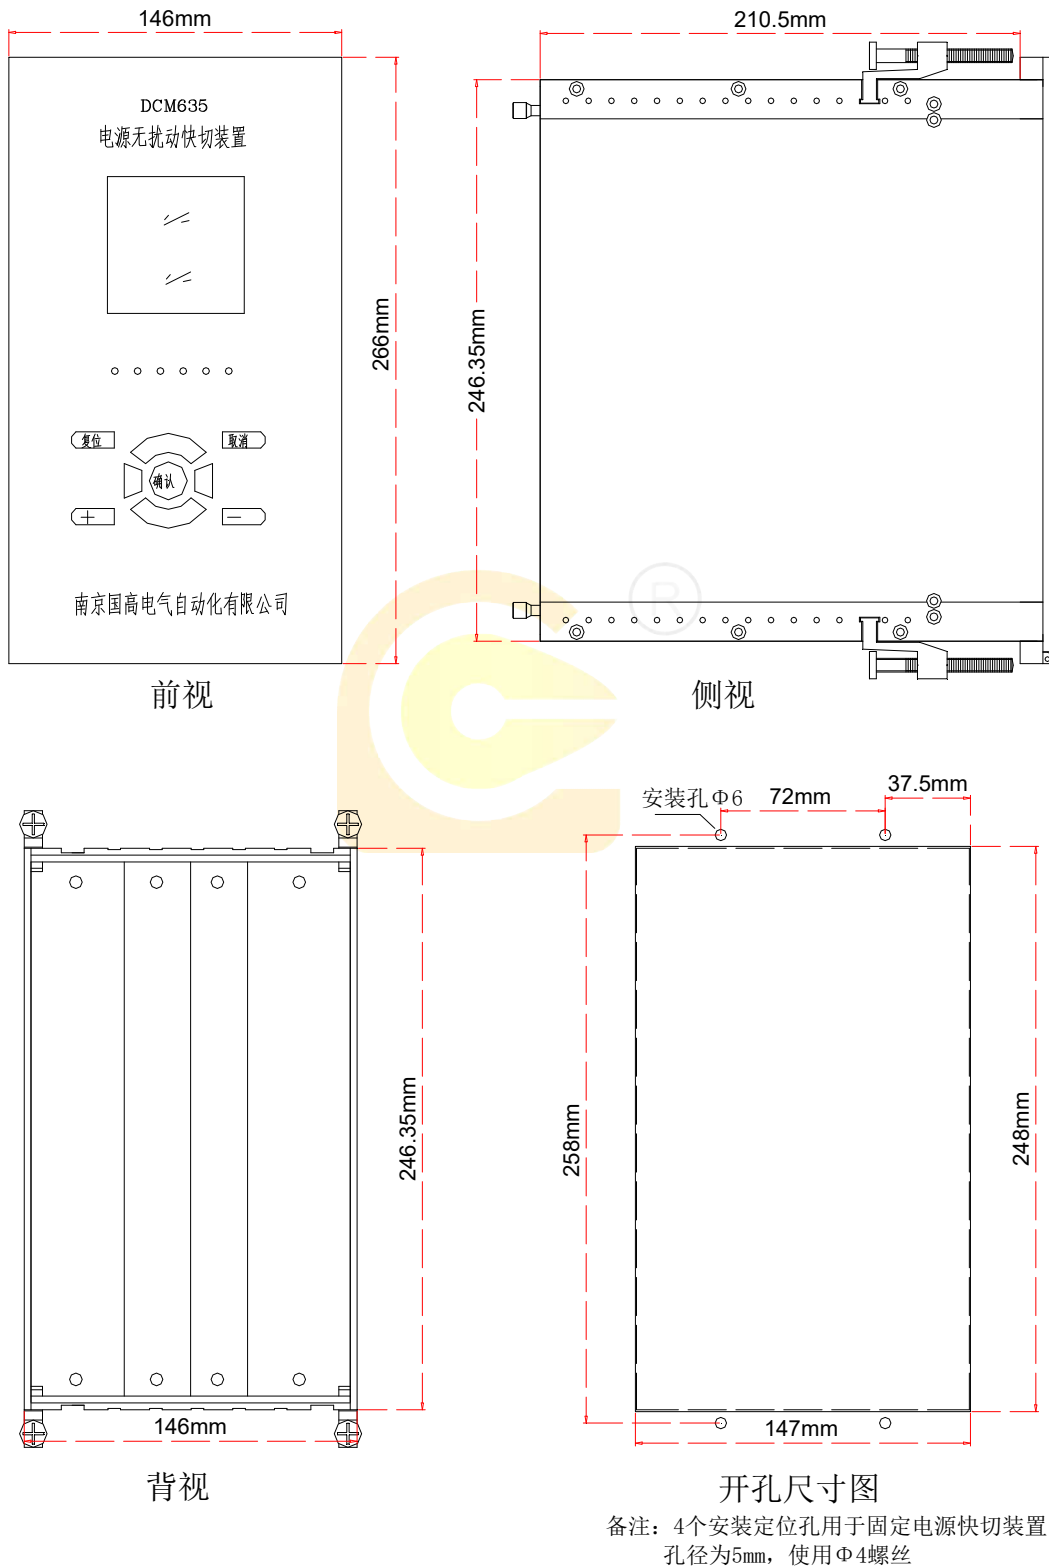 146mm
210.5mm
DCM635
电源无扰动快切装置
266mm
246.35mm
复位
取消
确认
+
−
南京国高电气自动化有限公司
®
前视
侧视
安装孔Φ6
72mm
37.5mm
246.35mm
258mm
248mm
146mm
147mm
背视
开孔尺寸图
备注：4个安装定位孔用于固定电源快切装置
孔径为5mm，使用Φ4螺丝